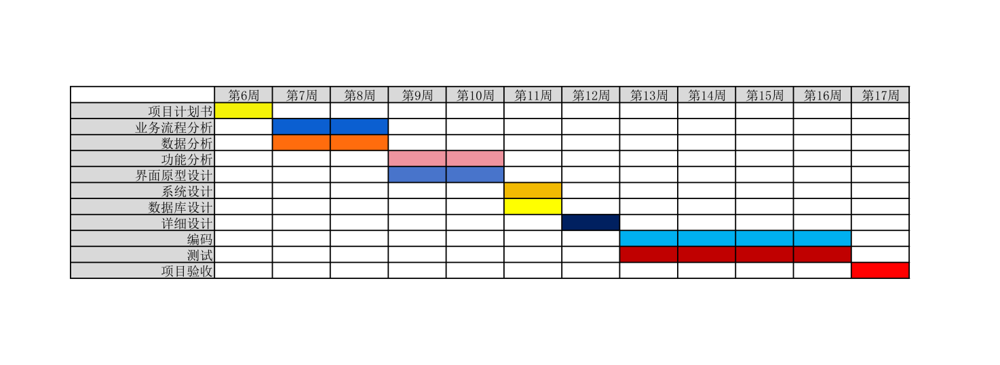 第6周 第7周 第8周 第9周 第10周 第11周 第12周 第13周 第14周 第15周 第16周 第17周
项目计划书
业务流程分析
数据分析
功能分析
界面原型设计
系统设计
数据库设计
详细设计
编码
测试
项目验收